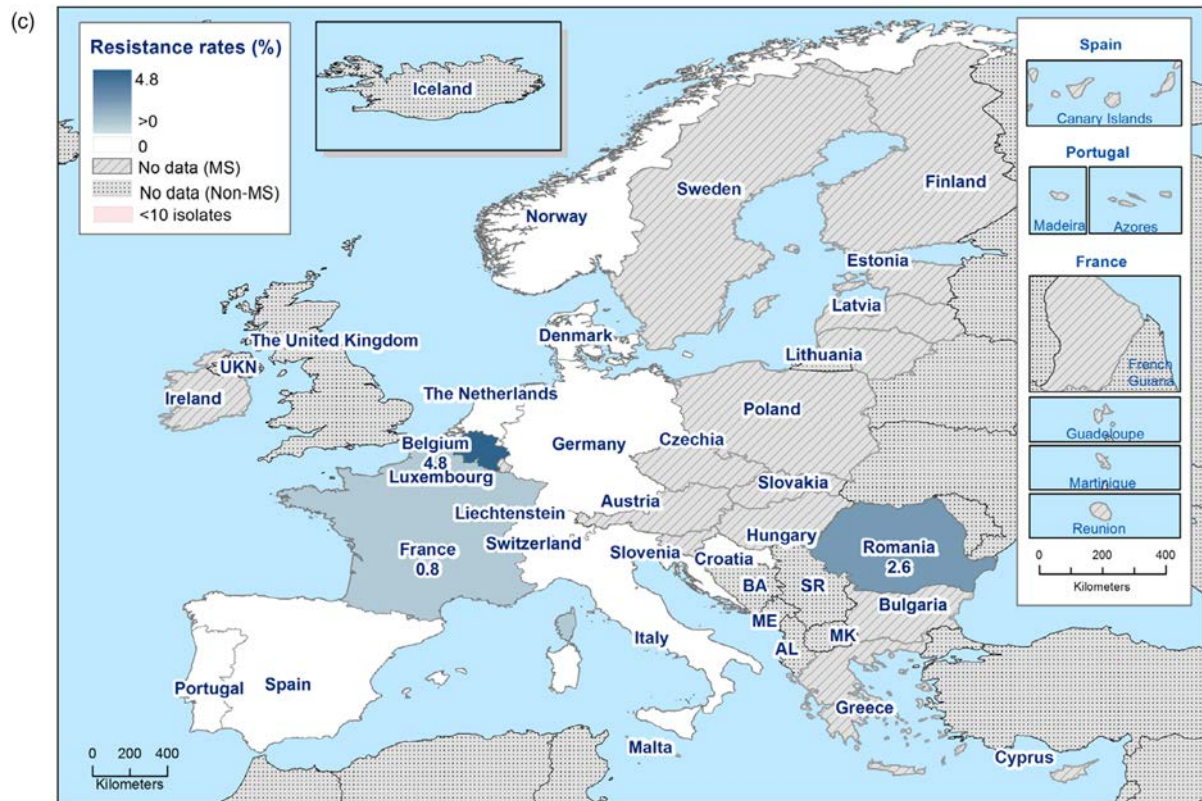 (c)
Resistance rates (%)
4.8
>0
0
No data (MS)
No data (Non-MS)
<10 isolates
Iceland
Spain
Canary Islands
Portugal
Madeira
Azores
France
French
Guiana
Guadeloupe
Martinique
Reunion
0 200 400
Kilometers
Norway
Sweden
Finland
Estonia
Latvia
Lithuania
Denmark
The United Kingdom
UKN
Ireland
The Netherlands
Poland
Belgium
4.8
Germany
Czechia
Luxembourg
Slovakia
Austria
Liechtenstein
Hungary
Switzerland
Slovenia
Croatia
Romania
2.6
France
0.8
BA
SR
Bulgaria
ME
MK
AL
Italy
Portugal
Spain
Greece
Malta
Cyprus
0 200 400
Kilometers